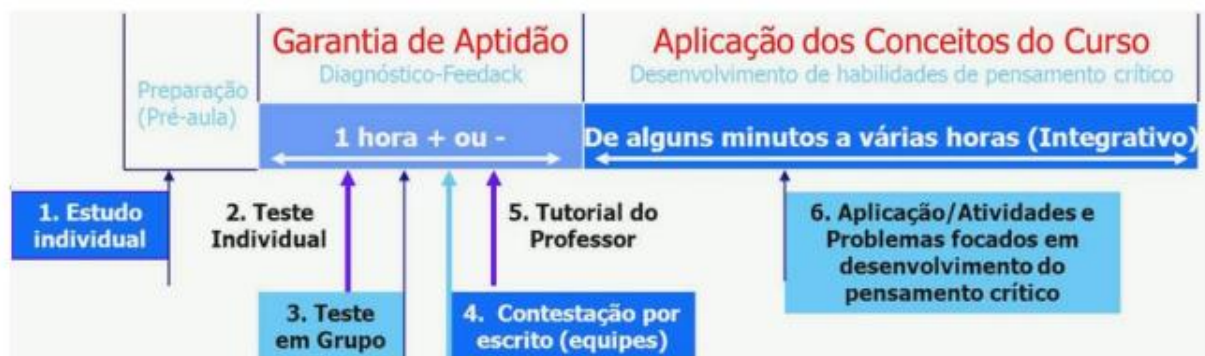 Garantia de Aptidão
Diagnóstico-Feedack
Aplicação dos Conceitos do Curso
Desenvolvimento de habilidades de pensamento crítico
Preparação
(Pré-aula)
1 hora + ou -
De alguns minutos a várias horas (Integrativo)
1. Estudo
individual
2. Teste
Individual
3. Teste
em Grupo
4. Contestação por
escrito (equipes)
5. Tutorial do
Professor
6. Aplicação/Atividades e
Problemas focados em
desenvolvimento do
pensamento crítico